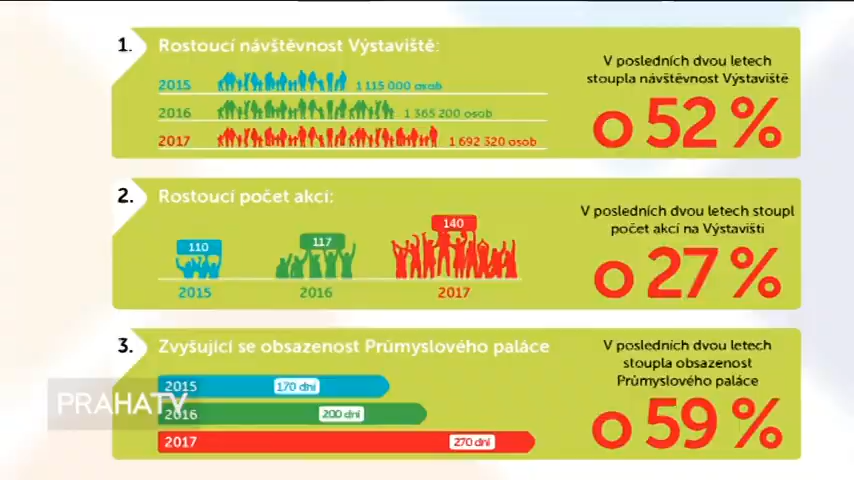 1. Rostoucí návštěvnost Výstaviště:
2015 1 115 000 osob
2016 1 365 200 osob
2017 1 692 320 osob
V posledních dvou letech
stoupla návštěvnost Výstaviště
o 52 %
2. Rostoucí počet akcí:
110
117
140
2015 2016 2017
V posledních dvou letech stoupl
počet akcí na Výstavišti
o 27 %
3. Zvyšující se obsazenost Průmyslového paláce
2015 170 dní
2016 200 dní
2017 270 dní
V posledních dvou letech
stoupla obsazenost
Průmyslového paláce
o 59 %
PRAHATV